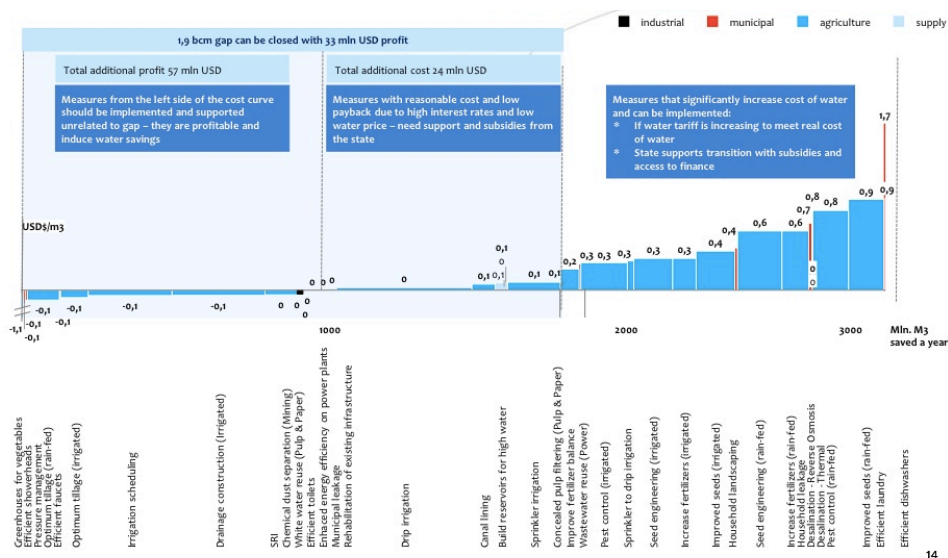 industrial
municipal
agriculture
supply
1,9 bcm gap can be closed with 33 mln USD profit
Total additional profit 57 mln USD
Total additional cost 24 mln USD
Measures from the left side of the cost curve
should be implemented and supported
unrelated to gap – they are profitable and
induce water savings
Measures with reasonable cost and low
payback due to high interest rates and low
water price – need support and subsidies from
the state
Measures that significantly increase cost of water
and can be implemented:
* If water tariff is increasing to meet real cost
of water
* State supports transition with subsidies and
access to finance
USD$/m3
-1,1
-0,1
-0,1
-0,1
-0,1
-0,1
-0,1
-0,1
0
0
0
0
0
0
0
0
0,1
0,1
0
0,1
0,1
0,1
0,2
0,3
0,3
0,3
0,3
0,3
0,4
0,4
0,6
0,6
0,7
0,8
0
0
0,8
0,9
1,7
0,9
1000
2000
3000
Mln. M3
saved a year
Greenhouses for vegetables
Efficient showerheads
Pressure management
Optimum tillage (rain-fed)
Efficient faucets
Optimum tillage (irrigated)
Irrigation scheduling
Drainage construction (Irrigated)
SRI
Chemical dust separation (Mining)
White water reuse (Pulp & Paper)
Efficient toilets
Enhaced energy efficiency on power plants
Municipal leakage
Rehabilitation of existing infrastructure
Drip irrigation
Canal lining
Build reservoirs for high water
Sprinkler irrigation
Concealed pulp filtering (Pulp & Paper)
Improve fertilizer balance
Wastewater reuse (Power)
Pest control (irrigated)
Sprinkler to drip irrigation
Seed engineering (irrigated)
Increase fertilizers (irrigated)
Improved seeds (irrigated)
Household landscaping
Seed engineering (rain-fed)
Increase fertilizers (rain-fed)
Household leakage
Desalination - Reverse Osmosis
Desalination - Thermal
Pest control (rain-fed)
Improved seeds (rain-fed)
Efficient laundry
Efficient dishwashers
14